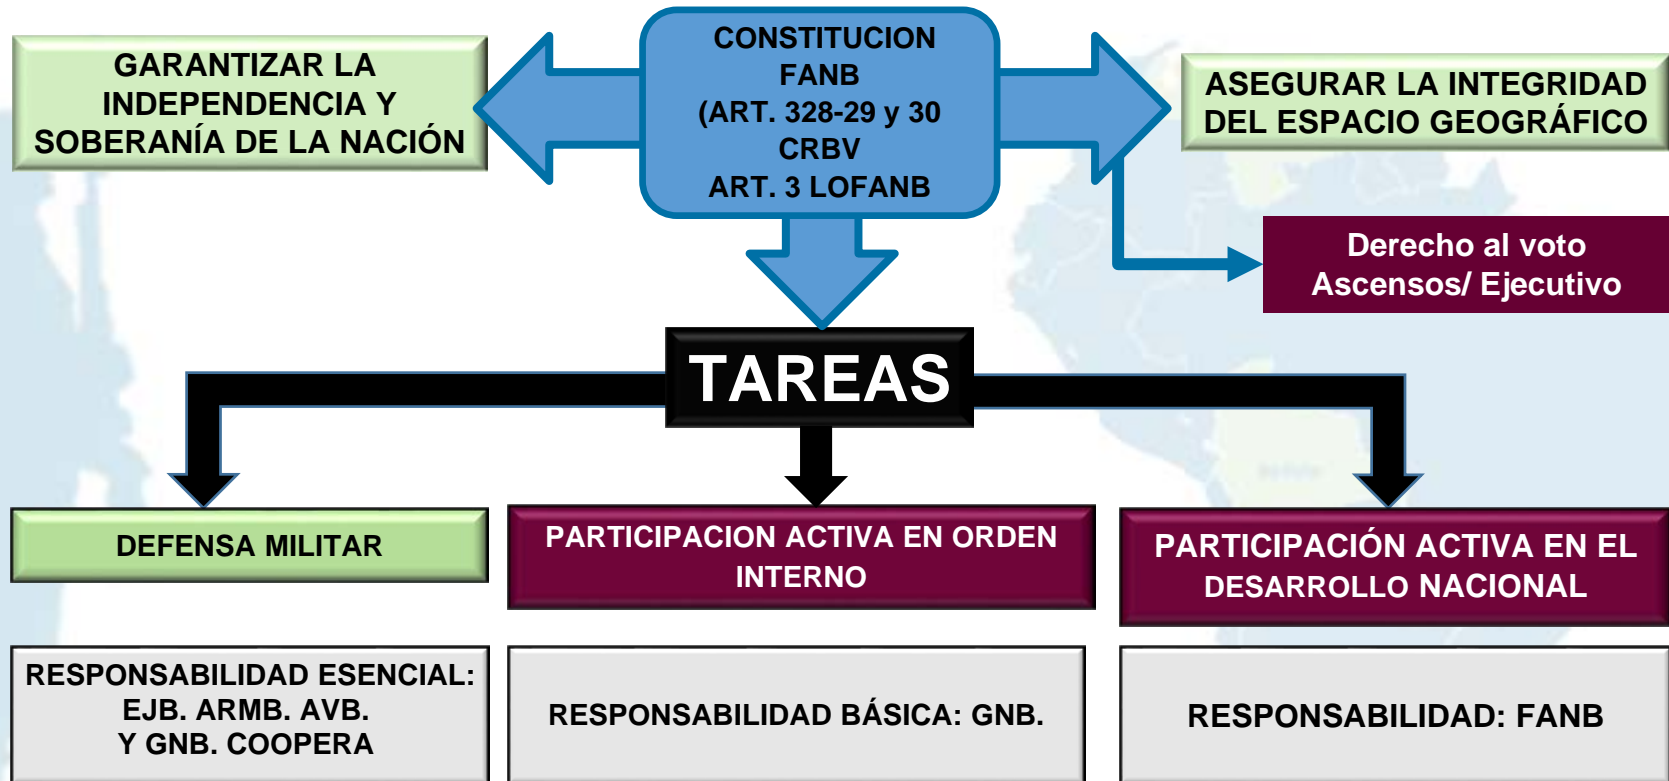 CONSTITUCION
FANB
(ART. 328-29 y 30
CRBV
ART. 3 LOFANB
GARANTIZAR LA
INDEPENDENCIA Y
SOBERANÍA DE LA NACIÓN
ASEGURAR LA INTEGRIDAD
DEL ESPACIO GEOGRÁFICO
Derecho al voto
Ascensos/ Ejecutivo
TAREAS
DEFENSA MILITAR
PARTICIPACION ACTIVA EN ORDEN
INTERNO
PARTICIPACIÓN ACTIVA EN EL
DESARROLLO NACIONAL
RESPONSABILIDAD ESENCIAL:
EJB. ARMB. AVB.
Y GNB. COOPERA
RESPONSABILIDAD BÁSICA: GNB.
RESPONSABILIDAD: FANB